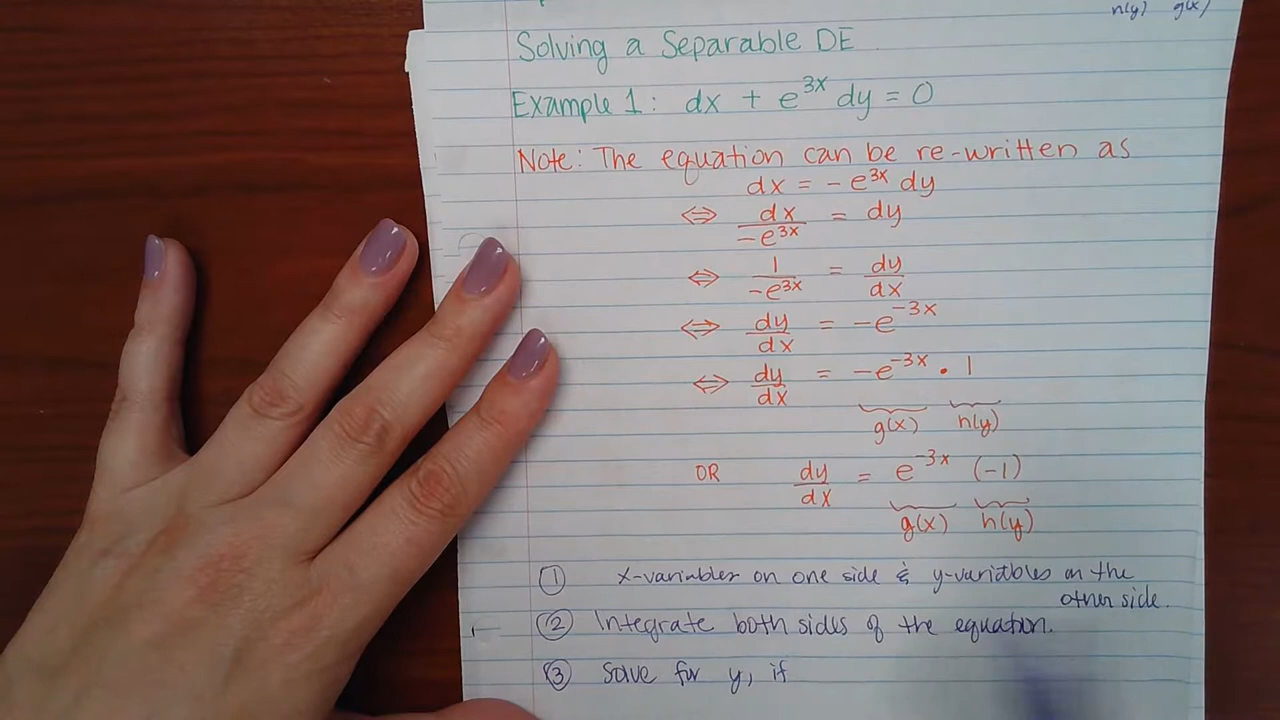 h(y) g(x)
Solving a Separable DE
Example 1: dx + e^{3x} dy = 0
Note: The equation can be re-written as
dx = -e^{3x} dy
⇔ dx/-e^{3x} = dy
⇔ 1/-e^{3x} = dy/dx
⇔ dy/dx = -e^{-3x}
⇔ dy/dx = -e^{-3x} • 1
g(x) h(y)
OR dy/dx = e^{-3x} (-1)
g(x) h(y)
① x-variables on one side & y-variables on the
other side.
② Integrate both sides of the equation.
③ Solve for y, if